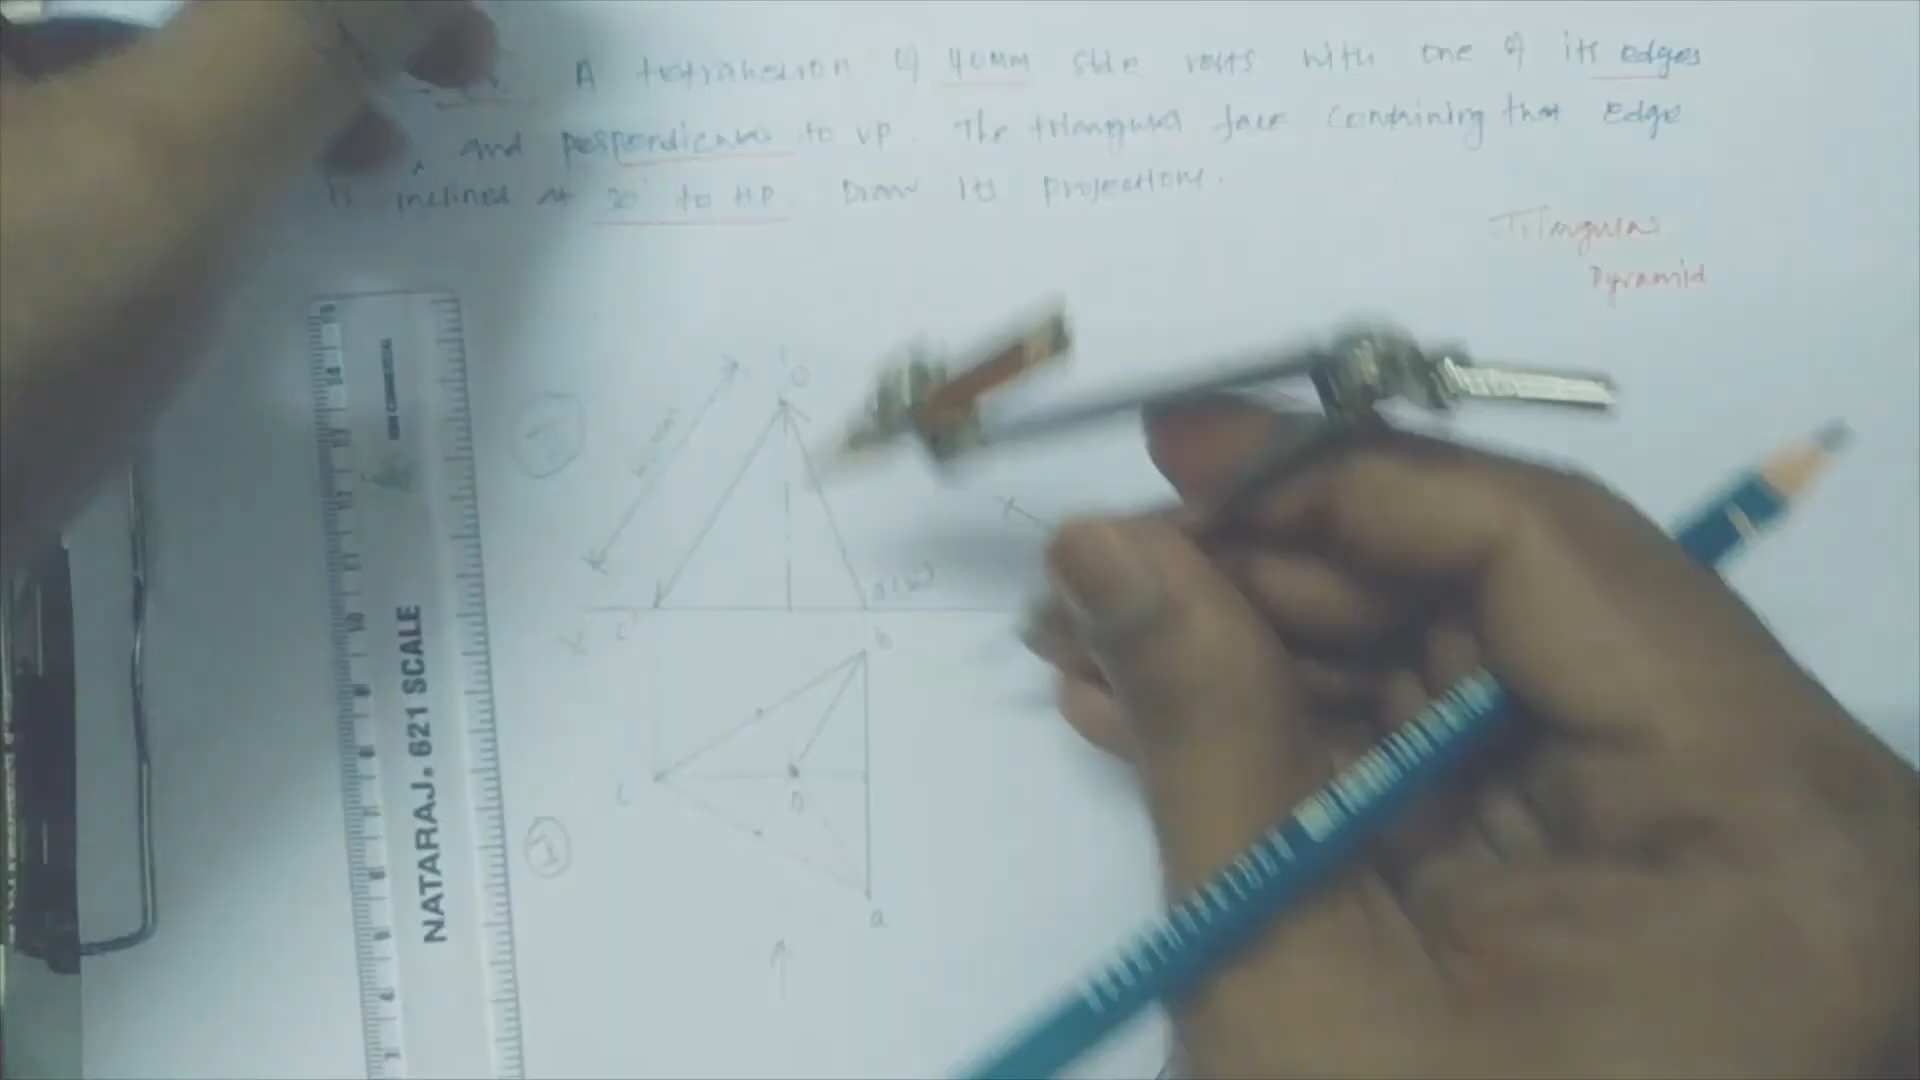 A tetrahedron of 40mm side rests with one of its edges
and perpendicular to VP. The triangular face containing that edge
is inclined at 30° to HP. Draw its projections.
Triangular
Pyramid
o'
X
c'
b
c
o
a
NATARAJ. 621 SCALE